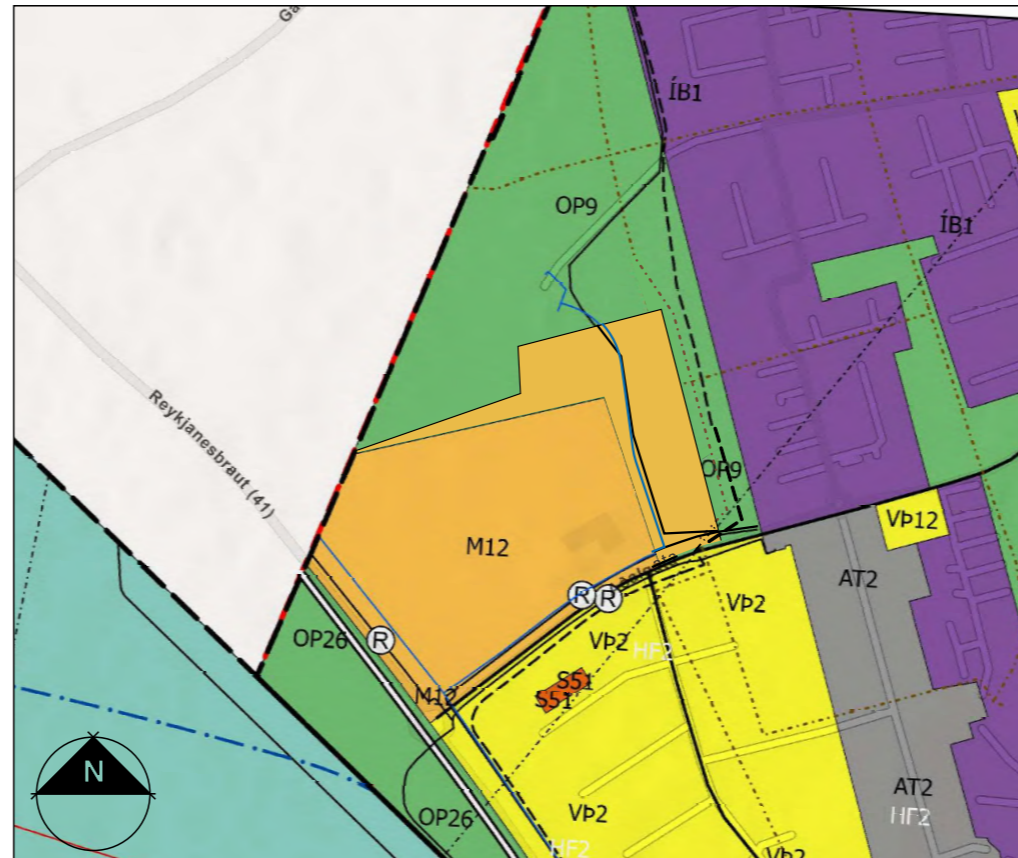 Ga
ÍB1
OP9
ÍB1
Reykjanesbraut (41)
OP9
VÞ12
M12
AT2
R
R
VÞ2
OP26
R
VÞ2
HF2
S51
S51
M12
N
AT2
HF2
OP26
VÞ2
HF2
VÞ2